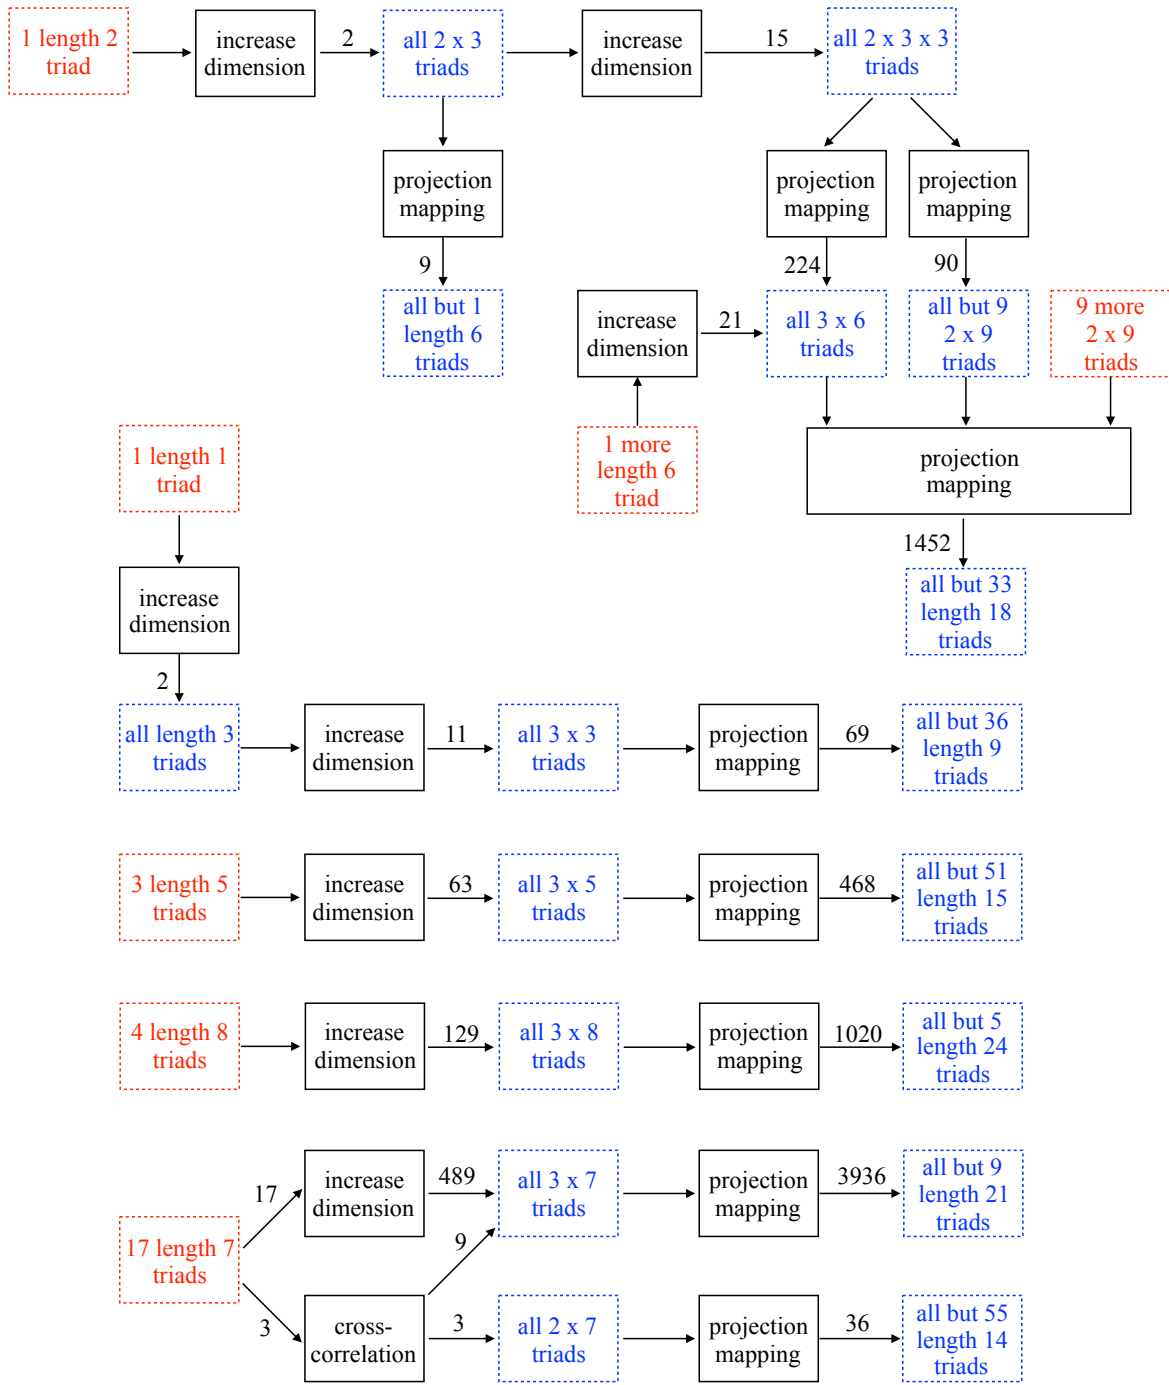 1 length 2
triad
increase
dimension
2
all 2 x 3
triads
increase
dimension
15
all 2 x 3 x 3
triads
projection
mapping
projection
mapping
projection
mapping
9
224
90
all but 1
length 6
triads
increase
dimension
21
all 3 x 6
triads
all but 9
2 x 9
triads
9 more
2 x 9
triads
1 length 1
triad
1 more
length 6
triad
projection
mapping
1452
increase
dimension
all but 33
length 18
triads
2
all length 3
triads
increase
dimension
11
all 3 x 3
triads
projection
mapping
69
all but 36
length 9
triads
3 length 5
triads
increase
dimension
63
all 3 x 5
triads
projection
mapping
468
all but 51
length 15
triads
4 length 8
triads
increase
dimension
129
all 3 x 8
triads
projection
mapping
1020
all but 5
length 24
triads
17 length 7
triads
17
increase
dimension
489
all 3 x 7
triads
projection
mapping
3936
all but 9
length 21
triads
9
3
cross-
correlation
3
all 2 x 7
triads
projection
mapping
36
all but 55
length 14
triads